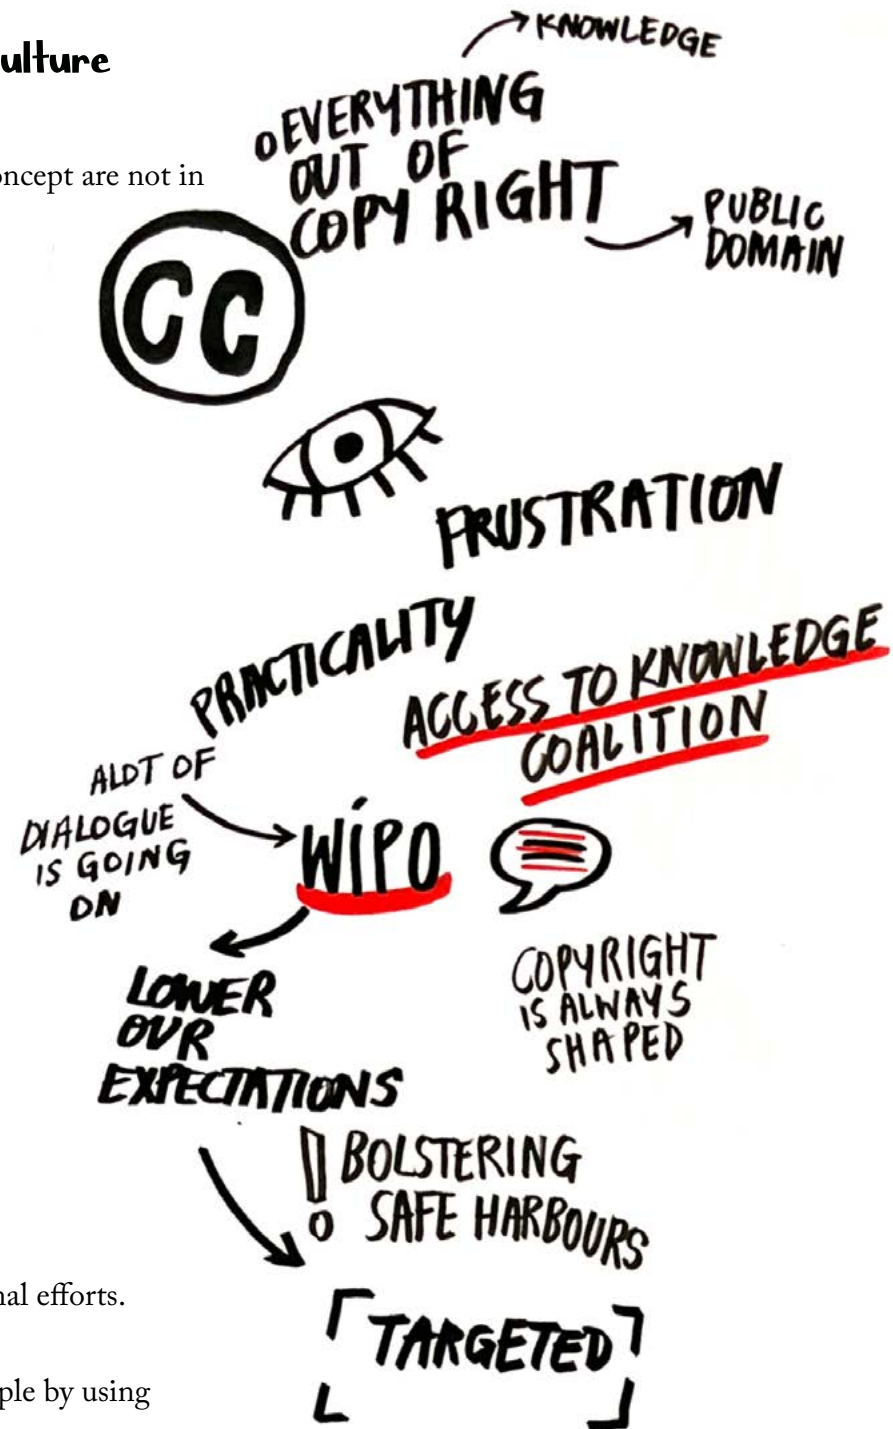 ulture
KNOWLEDGE
EVERYTHING
OUT OF
COPY RIGHT
oncept are not in
PUBLIC
DOMAIN
CC
FRUSTRATION
PRACTICALITY
ACCESS TO KNOWLEDGE
COALITION
ALOT OF
DIALOGUE
IS GOING
ON
WIPO
COPYRIGHT
IS ALWAYS
SHAPED
LOWER
OUR
EXPECTATIONS
! BOLSTERING
SAFE HARBOURS
nal efforts.
TARGETED
ple by using